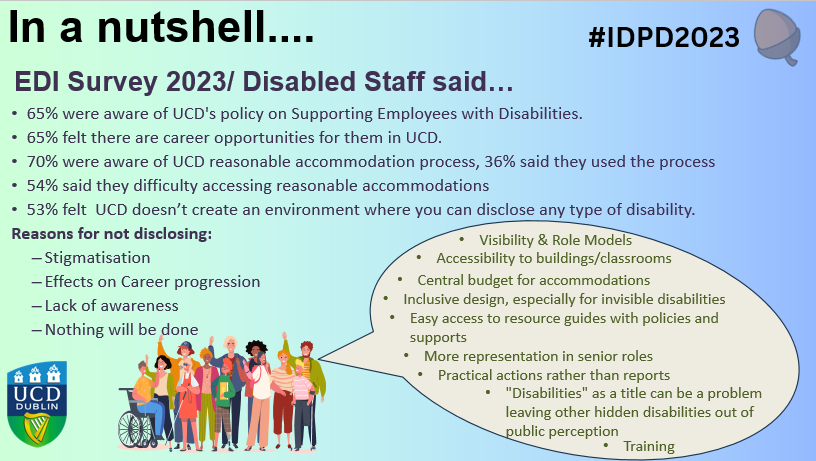 In a nutshell....
#IDPD2023
EDI Survey 2023/ Disabled Staff said…
• 65% were aware of UCD's policy on Supporting Employees with Disabilities.
• 65% felt there are career opportunities for them in UCD.
• 70% were aware of UCD reasonable accommodation process, 36% said they used the process
• 54% said they difficulty accessing reasonable accommodations
• 53% felt  UCD doesn't create an environment where you can disclose any type of disability.
Reasons for not disclosing:
– Stigmatisation
– Effects on Career progression
– Lack of awareness
– Nothing will be done
• Visibility & Role Models
• Accessibility to buildings/classrooms
• Central budget for accommodations
• Inclusive design, especially for invisible disabilities
• Easy access to resource guides with policies and
supports
• More representation in senior roles
• Practical actions rather than reports
• "Disabilities" as a title can be a problem
leaving other hidden disabilities out of
public perception
• Training
UCD
DUBLIN